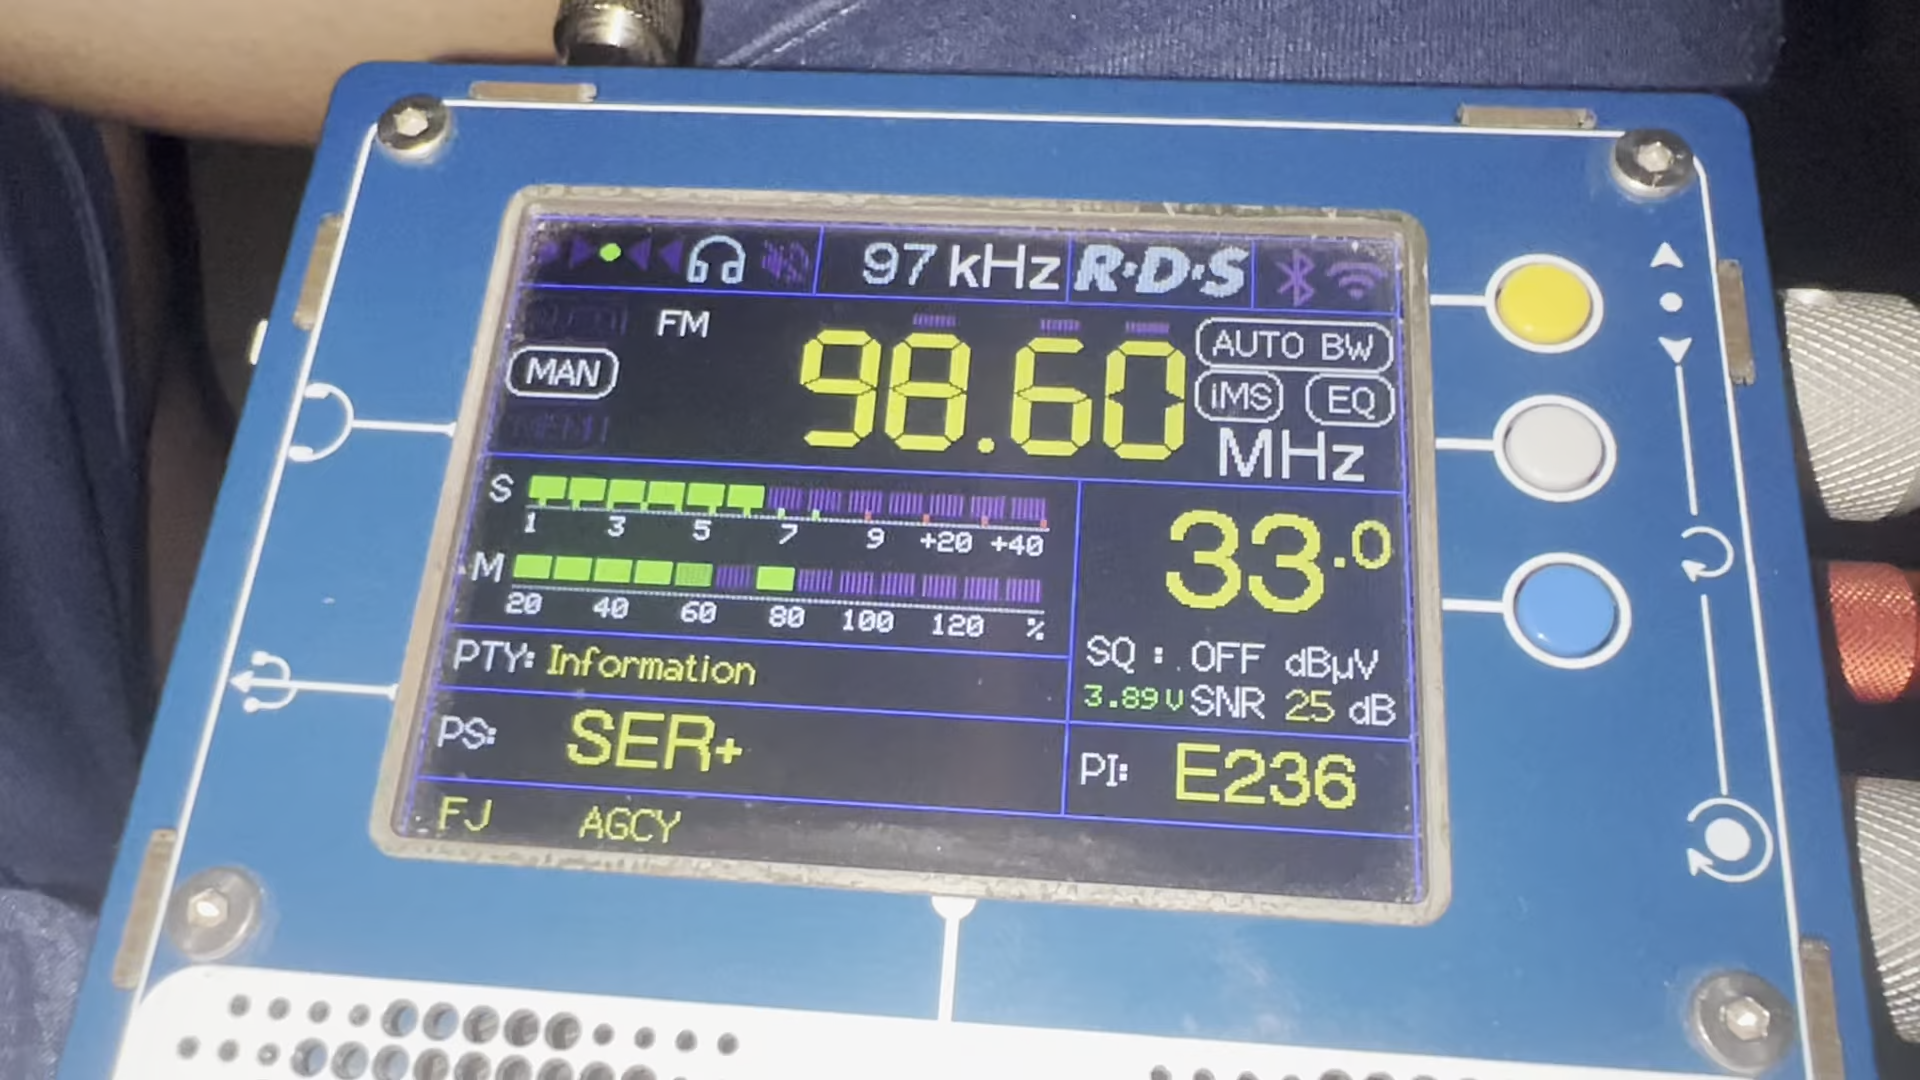 97 kHz R·D·S
FM
98.60
AUTO BW
MAN
iMS
EQ
MHz
S
1 3 5 7 9 +20 +40
M
20 40 60 80 100 120 %
33.0
SQ : OFF dBµV
3.89V SNR 25 dB
PTY: Information
PS: SER+
PI: E236
FJ AGCY